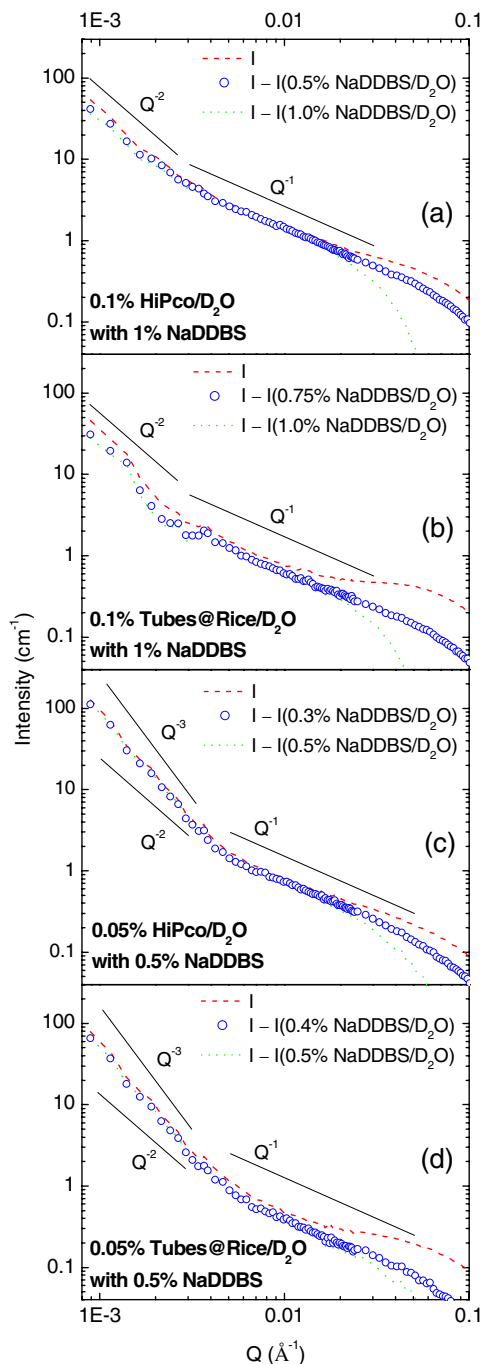 1E-3 0.01 0.1
I
I – I(0.5% NaDDBS/D₂O)
I – I(1.0% NaDDBS/D₂O)
100
Q⁻²
10
Q⁻¹
(a)
1
0.1% HiPco/D₂O
0.1
with 1% NaDDBS
I
I – I(0.75% NaDDBS/D₂O)
100
I – I(1.0% NaDDBS/D₂O)
Q⁻²
10
Q⁻¹
(b)
1
0.1% Tubes@Rice/D₂O
0.1
with 1% NaDDBS
Intensity (cm⁻¹)
I
I – I(0.3% NaDDBS/D₂O)
100
Q⁻³
I – I(0.5% NaDDBS/D₂O)
10
Q⁻²
Q⁻¹
(c)
1
0.05% HiPco/D₂O
0.1
with 0.5% NaDDBS
I
I – I(0.4% NaDDBS/D₂O)
100
Q⁻³
I – I(0.5% NaDDBS/D₂O)
10
Q⁻²
Q⁻¹
(d)
1
0.05% Tubes@Rice/D₂O
0.1
with 0.5% NaDDBS
1E-3 0.01 0.1
Q (Å⁻¹)